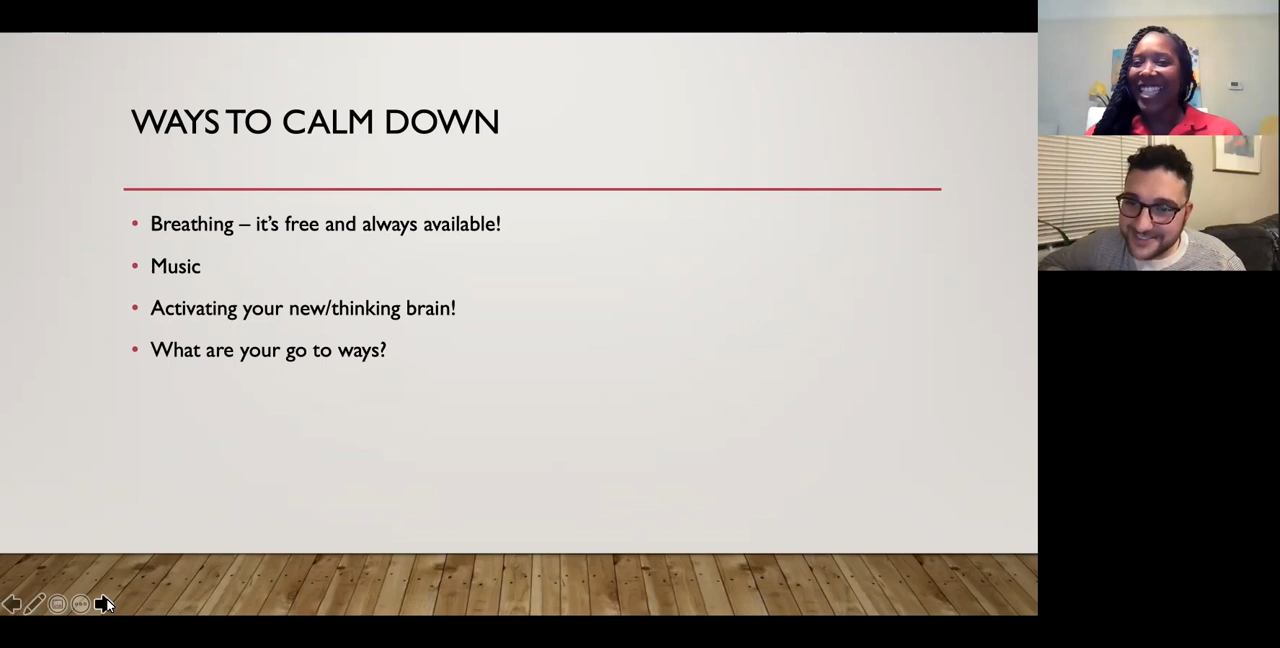 WAYS TO CALM DOWN
Breathing – it's free and always available!
Music
Activating your new/thinking brain!
What are your go to ways?